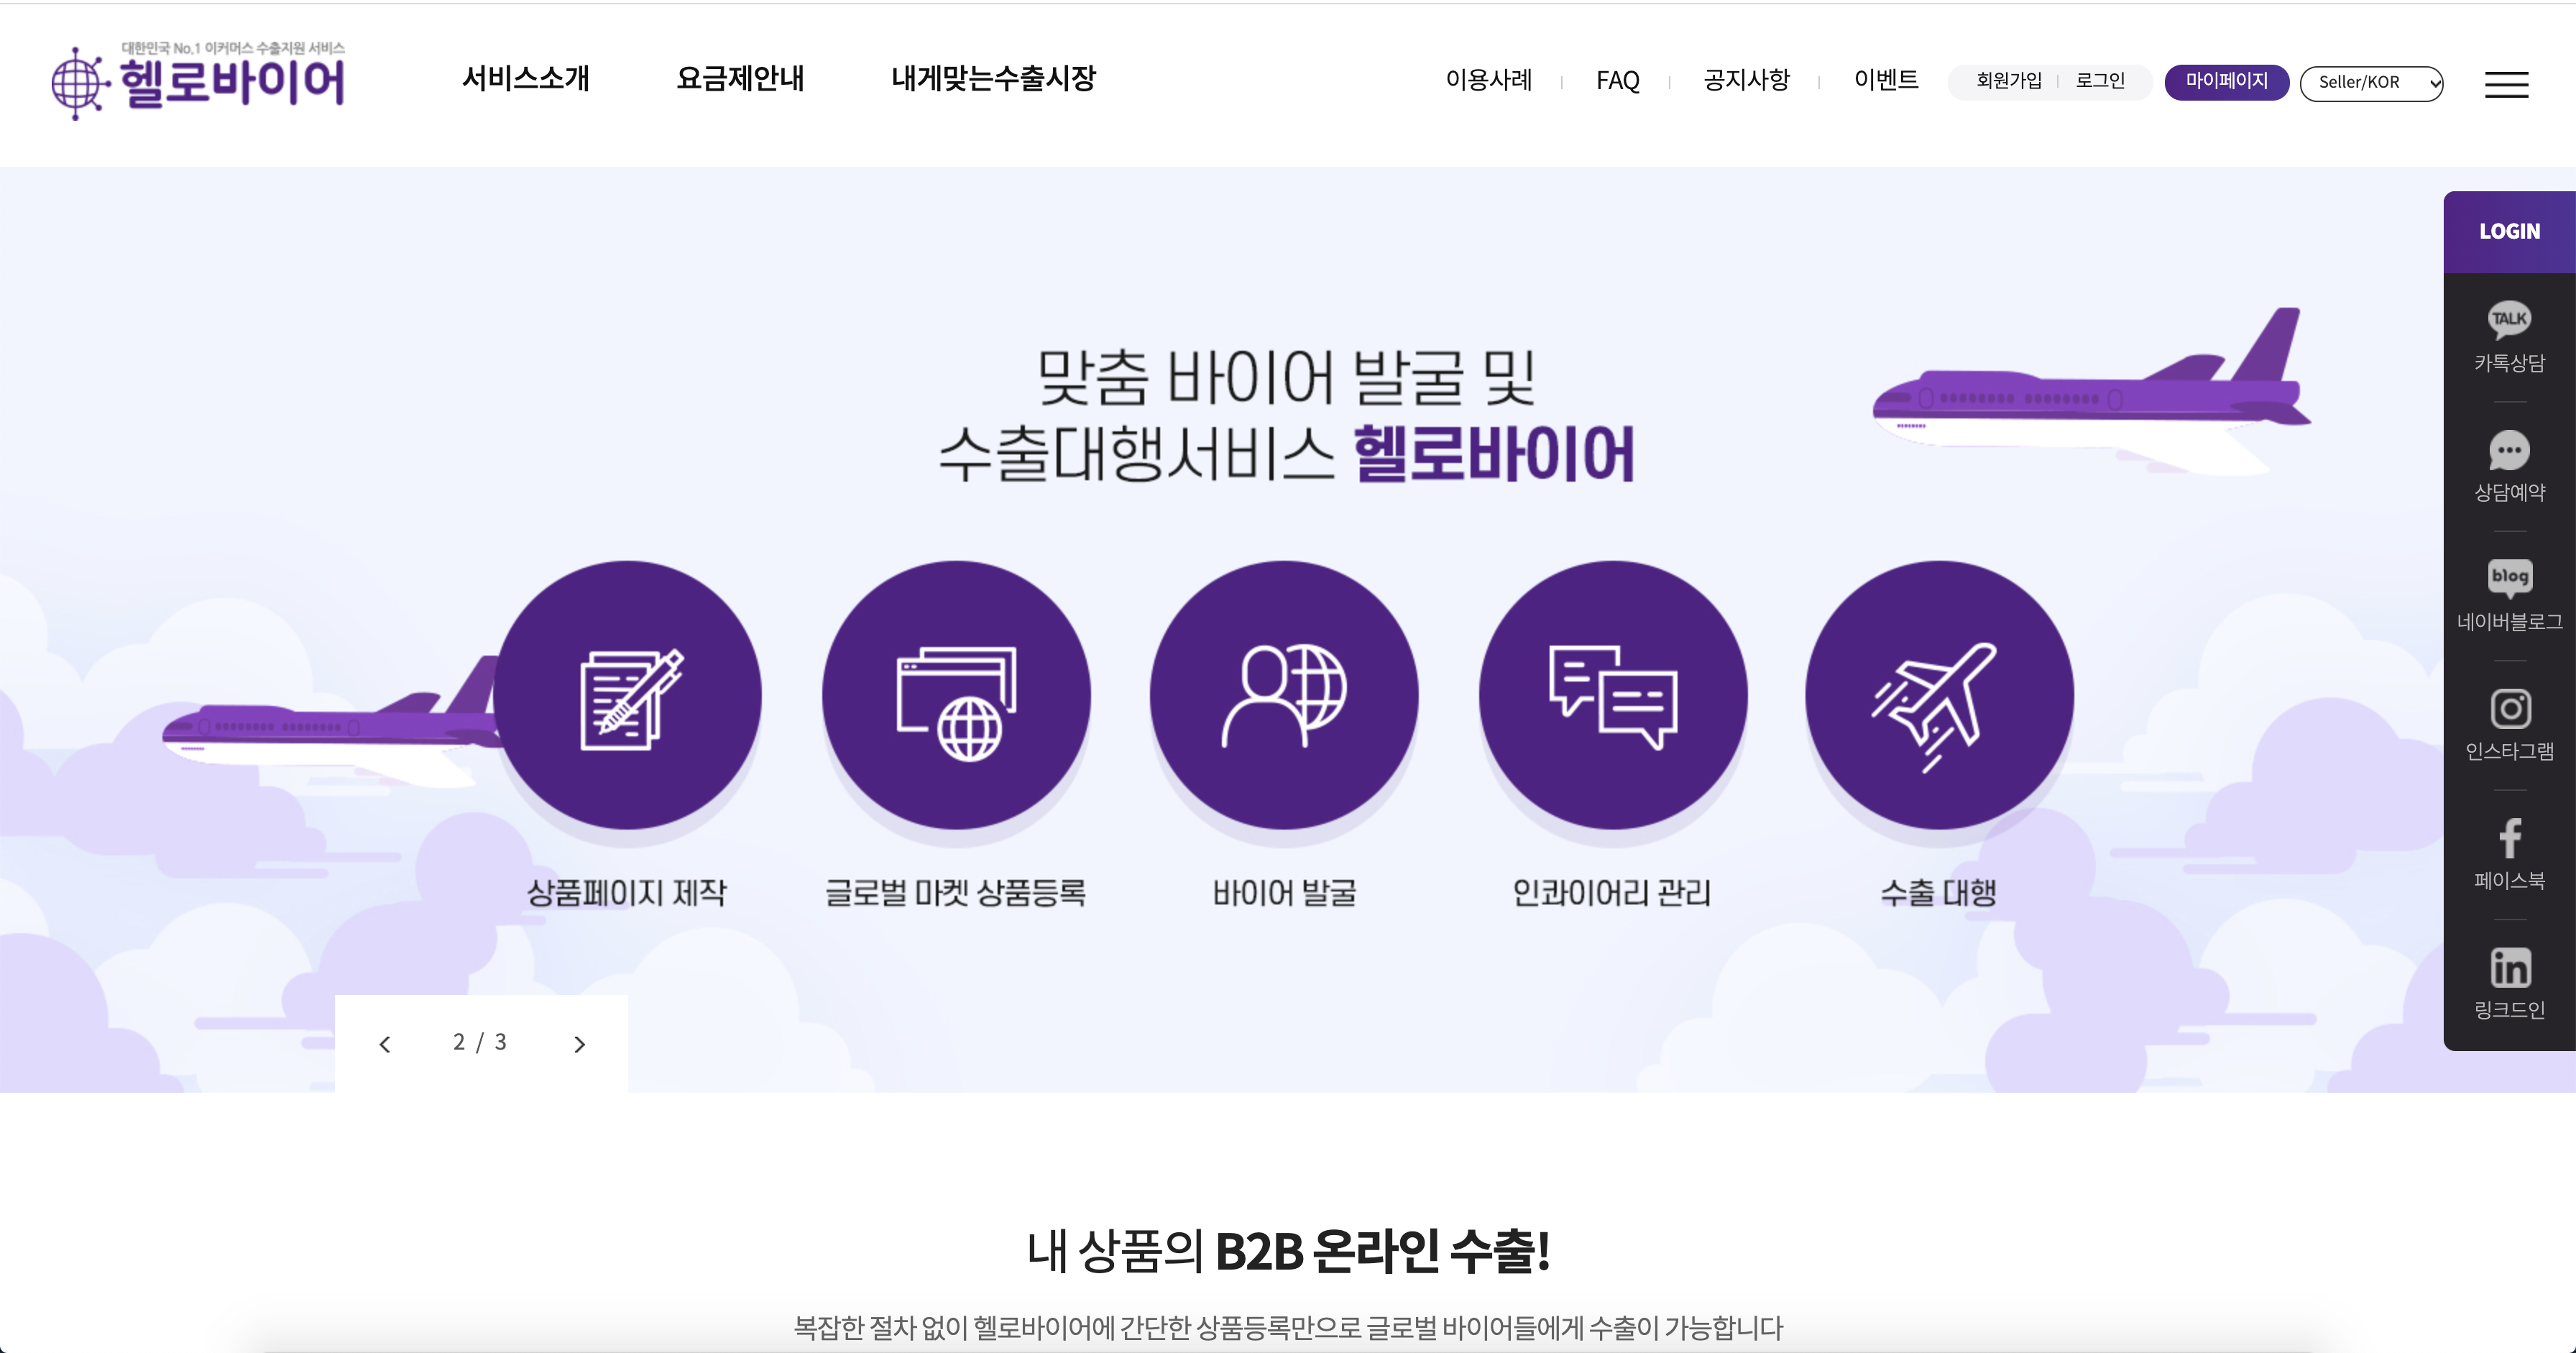 대한민국 No.1 이커머스 수출지원 서비스
헬로바이어
서비스소개 요금제안내 내게맞는수출시장
이용사례 FAQ 공지사항 이벤트 회원가입 로그인 마이페이지 Seller/KOR
LOGIN
TALK
카톡상담
상담예약
blog
네이버블로그
인스타그램
f
페이스북
in
링크드인
맞춤 바이어 발굴 및
수출대행서비스 헬로바이어
상품페이지 제작 글로벌 마켓 상품등록 바이어 발굴 인콰이어리 관리 수출 대행
2 / 3
내 상품의 B2B 온라인 수출!
복잡한 절차 없이 헬로바이어에 간단한 상품등록만으로 글로벌 바이어들에게 수출이 가능합니다